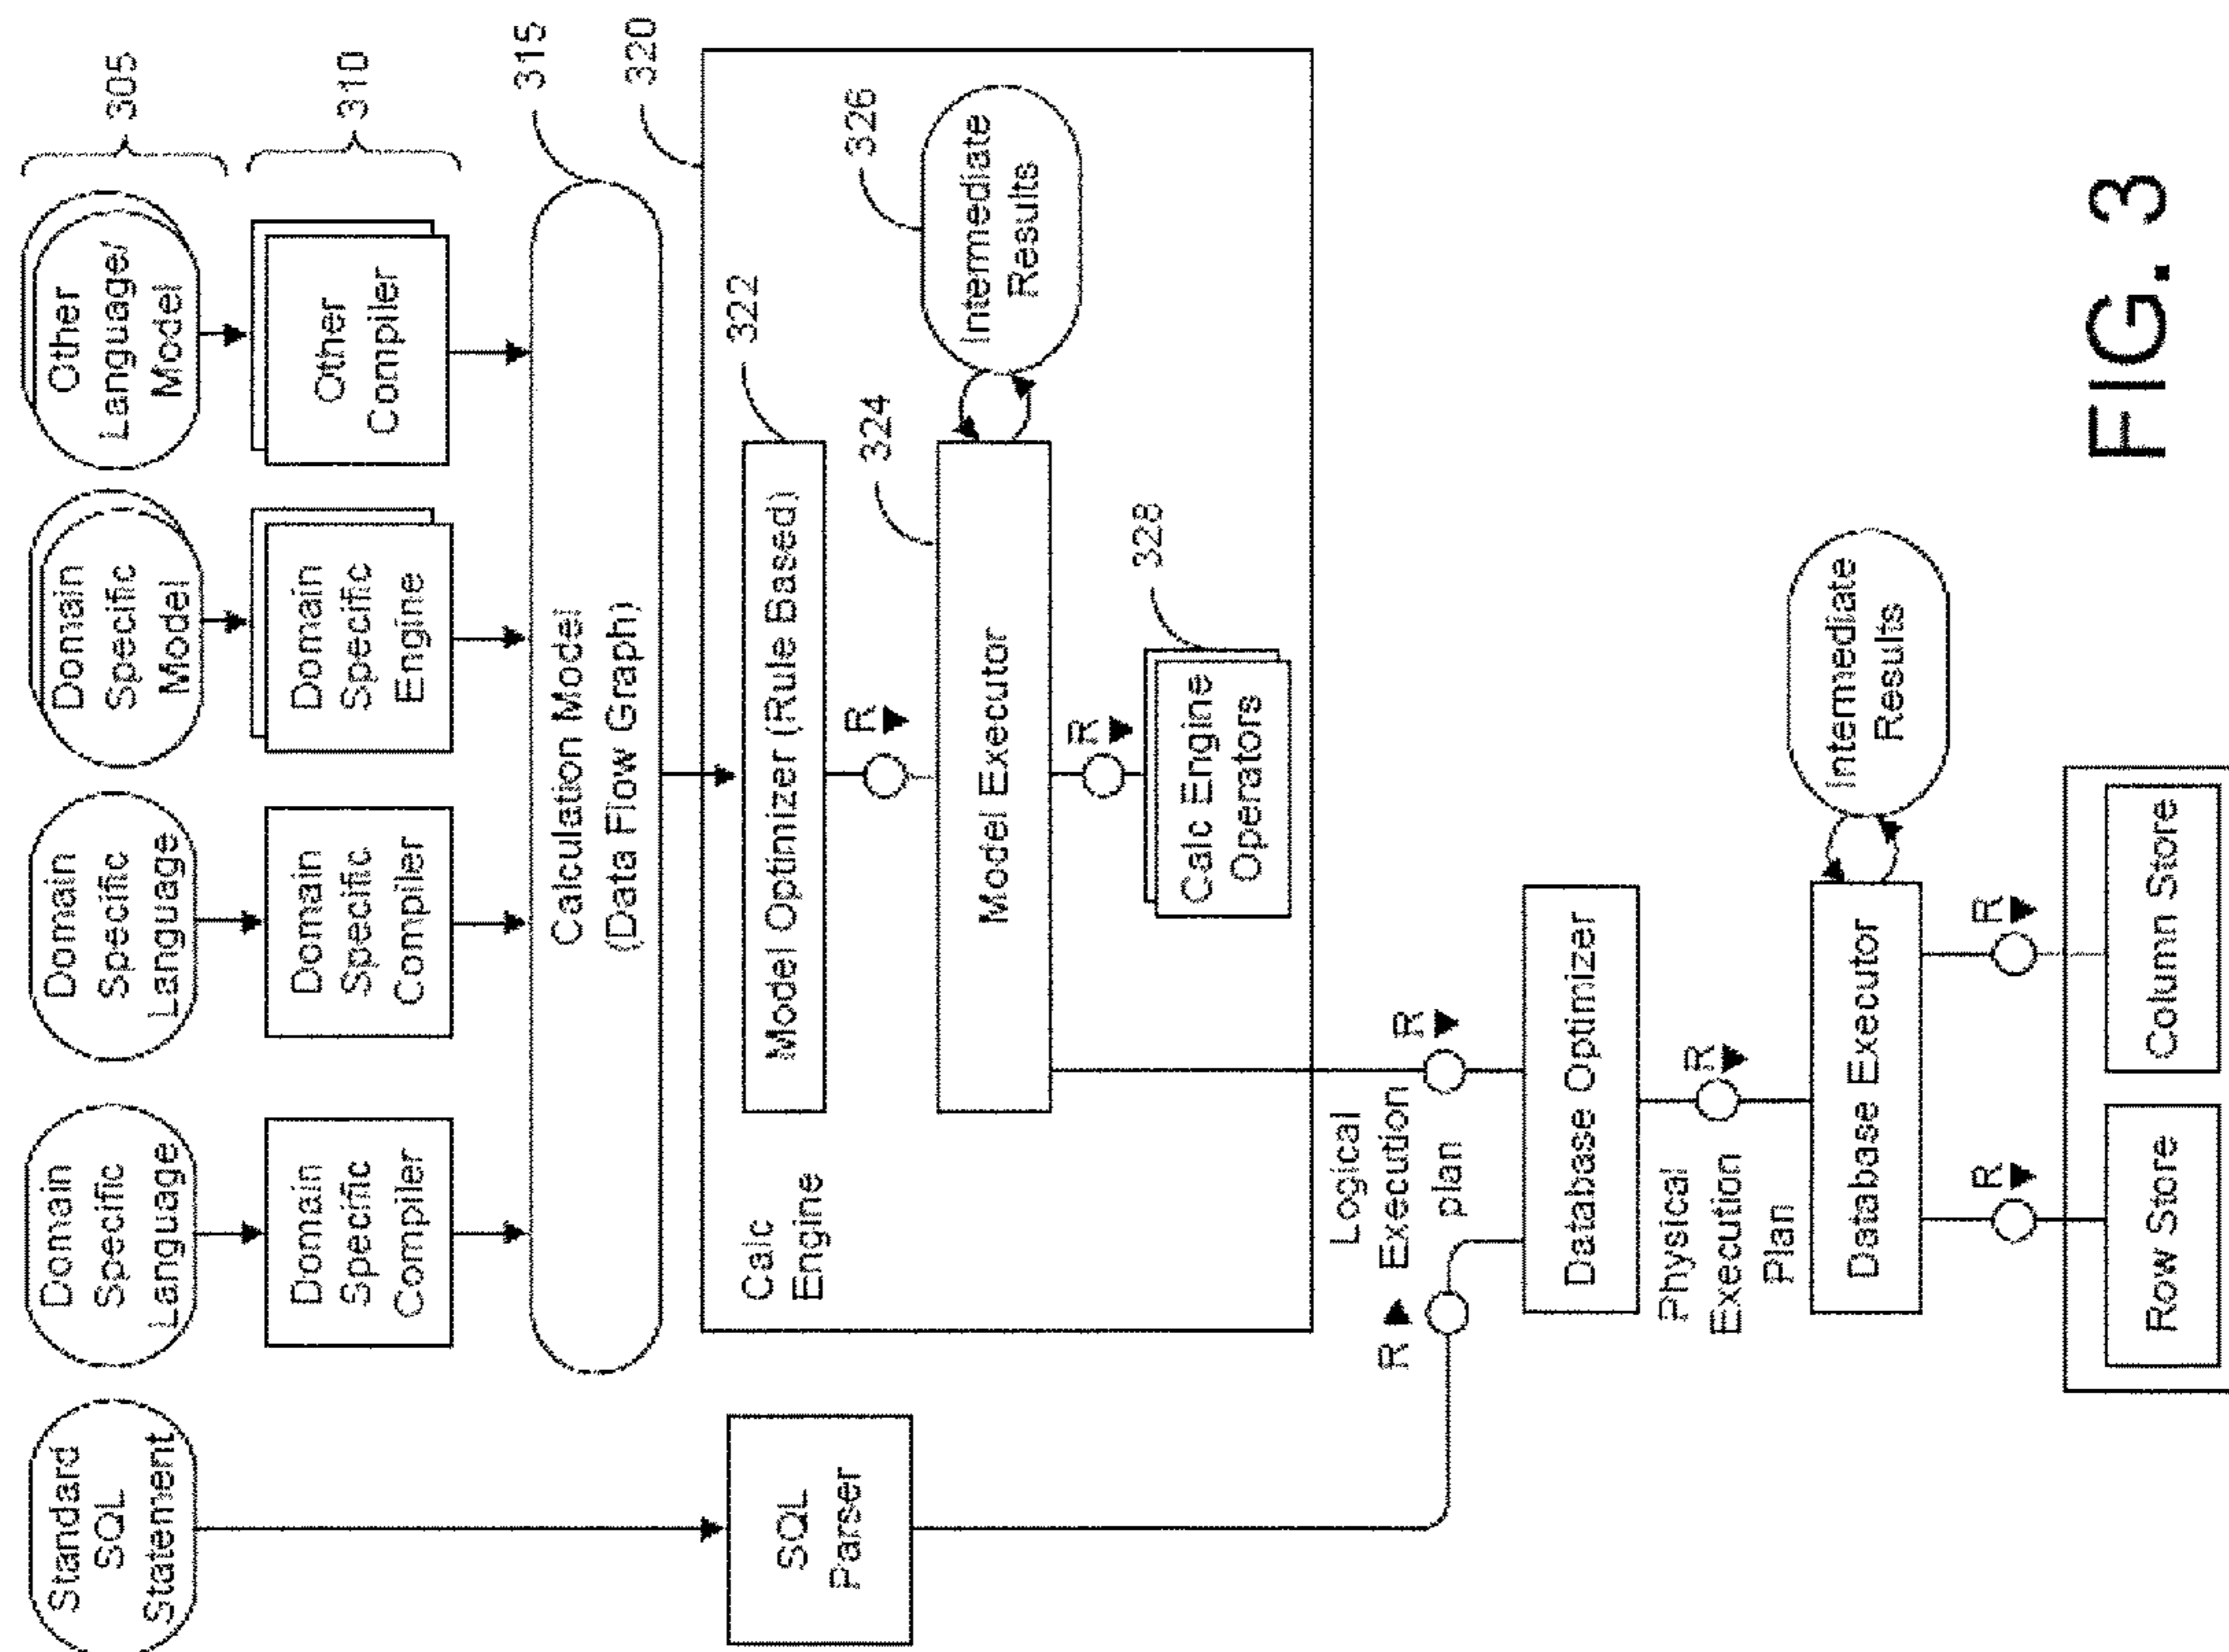 Standard
SQL
Statement
Domain
Specific
Language
Domain
Specific
Language
Domain
Specific
Model
Other
Language/
Model
305
Domain
Specific
Compiler
Domain
Specific
Compiler
Domain
Specific
Engine
Other
Compiler
310
Calculation Model
(Data Flow Graph)
315
320
SQL
Parser
Calc
Engine
Model Optimizer (Rule Based)
322
R
Model Executor
324
Intermediate
Results
326
R
Calc Engine
Operators
328
Logical
Execution
plan
R
R
Database Optimizer
Physical
Execution
Plan
R
Database Executor
Intermediate
Results
R
R
Row Store
Column Store
FIG. 3